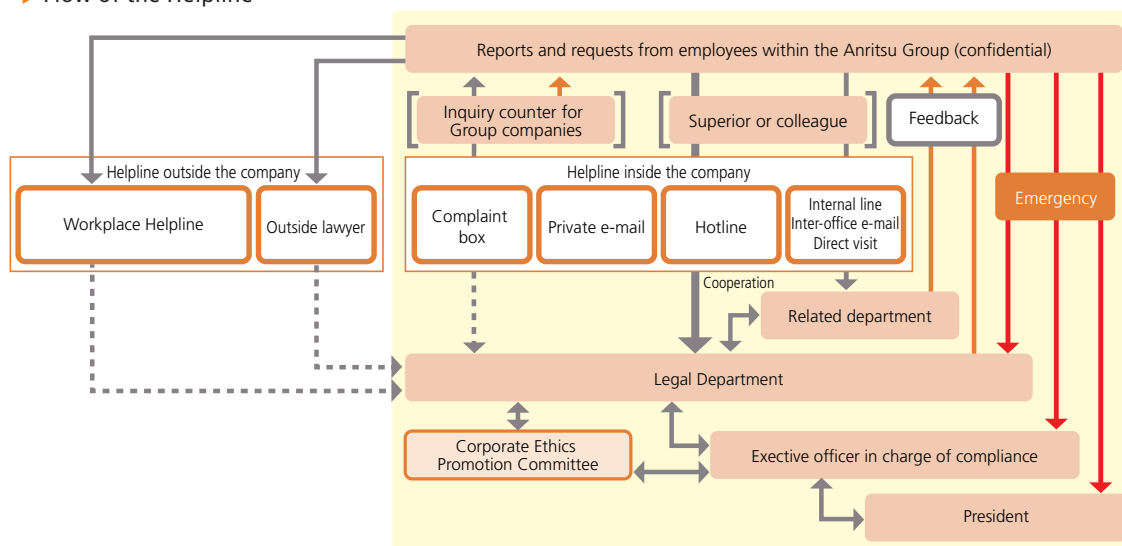 Flow of the Helpline
Reports and requests from employees within the Anritsu Group (confidential)
Inquiry counter for
Group companies
Superior or colleague
Feedback
Emergency
Helpline outside the company
Workplace Helpline
Outside lawyer
Helpline inside the company
Complaint
box
Private e-mail
Hotline
Internal line
Inter-office e-mail
Direct visit
Cooperation
Related department
Legal Department
Corporate Ethics
Promotion Committee
Exective officer in charge of compliance
President